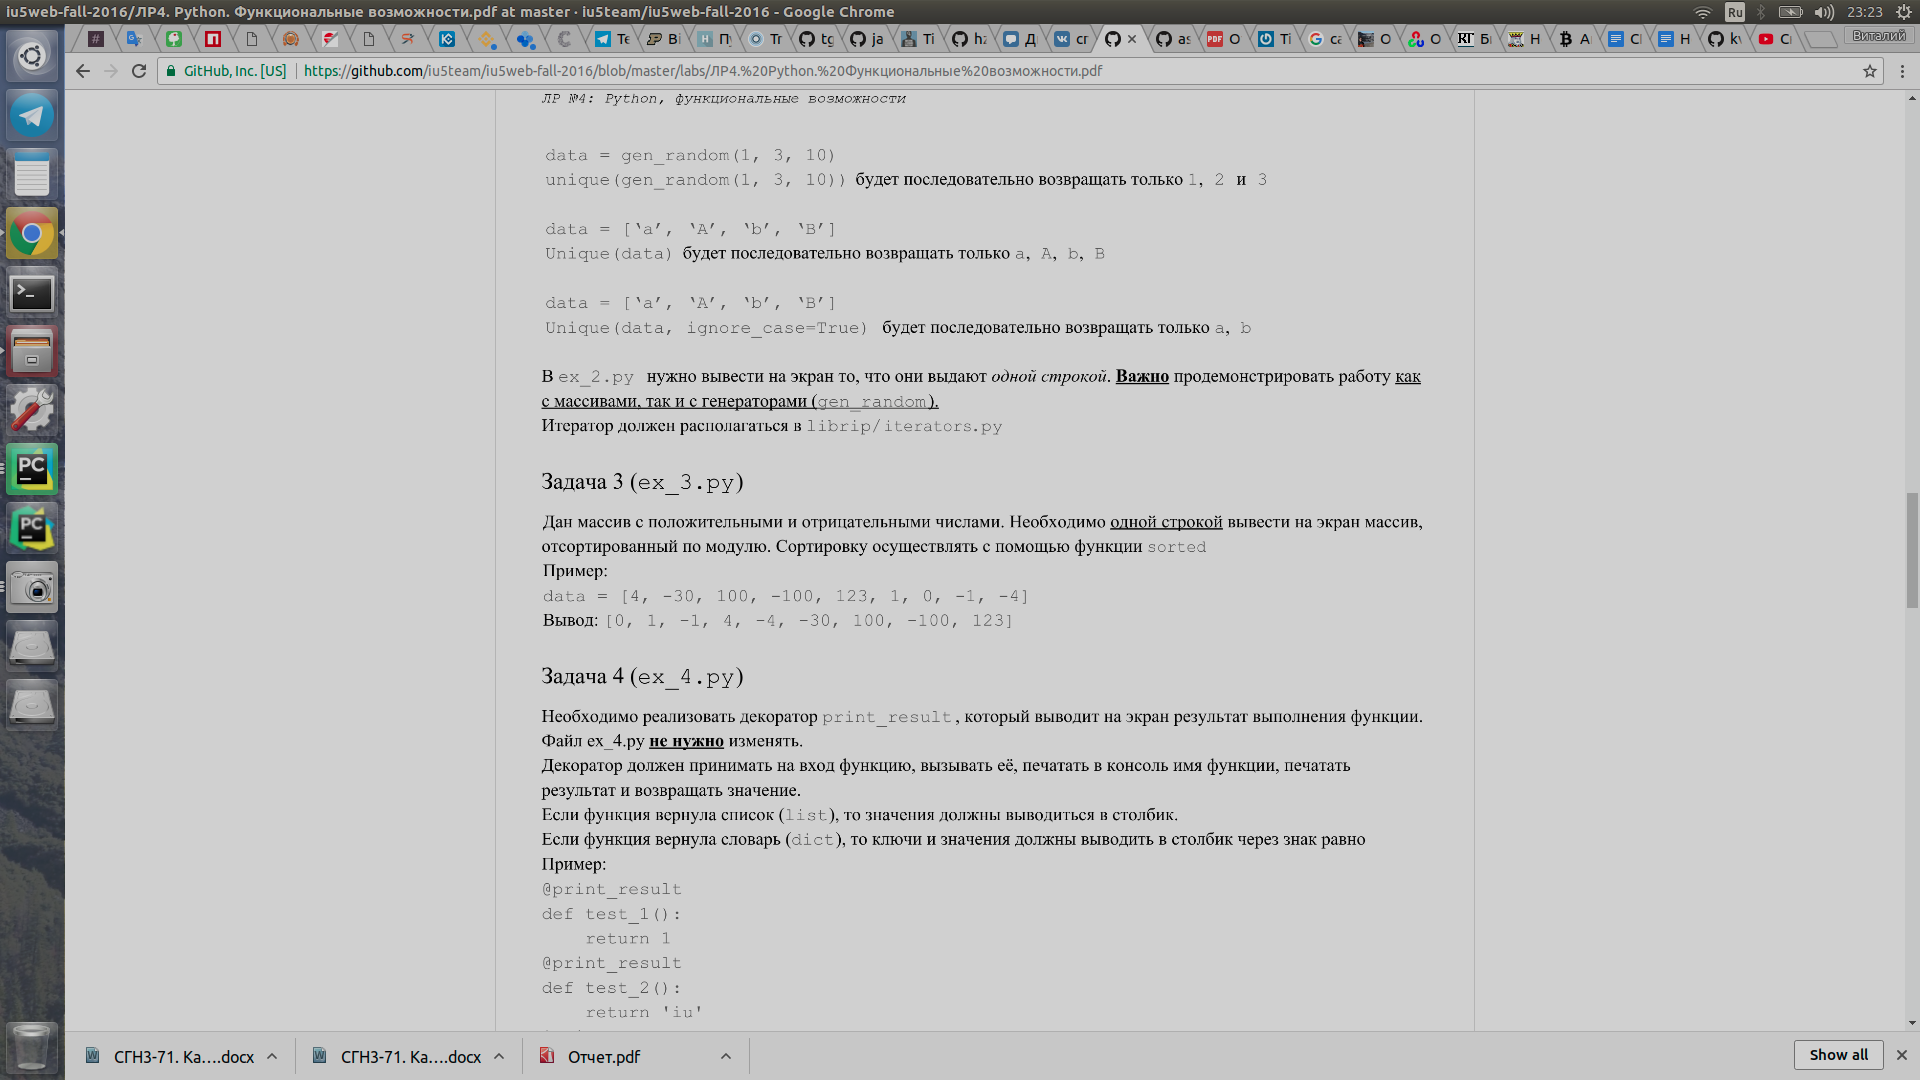 iu5web-fall-2016/ЛР4. Python. Функциональные возможности.pdf at master · iu5team/iu5web-fall-2016 - Google Chrome
Ru
23:23
Виталий
GitHub, Inc. [US]
https://github.com/iu5team/iu5web-fall-2016/blob/master/labs/ЛР4.%20Python.%20Функциональные%20возможности.pdf
ЛР №4: Python, функциональные возможности
data = gen_random(1, 3, 10)
unique(gen_random(1, 3, 10)) будет последовательно возвращать только 1, 2 и 3
data = [‘a’, ‘A’, ‘b’, ‘B’]
Unique(data) будет последовательно возвращать только a, A, b, B
data = [‘a’, ‘A’, ‘b’, ‘B’]
Unique(data, ignore_case=True) будет последовательно возвращать только a, b
В ex_2.py нужно вывести на экран то, что они выдают одной строкой. Важно продемонстрировать работу как
с массивами, так и с генераторами (gen_random).
Итератор должен располагаться в librip/iterators.py
Задача 3 (ex_3.py)
Дан массив с положительными и отрицательными числами. Необходимо одной строкой вывести на экран массив,
отсортированный по модулю. Сортировку осуществлять с помощью функции sorted
Пример:
data = [4, -30, 100, -100, 123, 1, 0, -1, -4]
Вывод: [0, 1, -1, 4, -4, -30, 100, -100, 123]
Задача 4 (ex_4.py)
Необходимо реализовать декоратор print_result, который выводит на экран результат выполнения функции.
Файл ex_4.py не нужно изменять.
Декоратор должен принимать на вход функцию, вызывать её, печатать в консоль имя функции, печатать
результат и возвращать значение.
Если функция вернула список (list), то значения должны выводиться в столбик.
Если функция вернула словарь (dict), то ключи и значения должны выводить в столбик через знак равно
Пример:
@print_result
def test_1():
return 1
@print_result
def test_2():
return 'iu'
СГН3-71. Ка....docx
СГН3-71. Ка....docx
Отчет.pdf
Show all